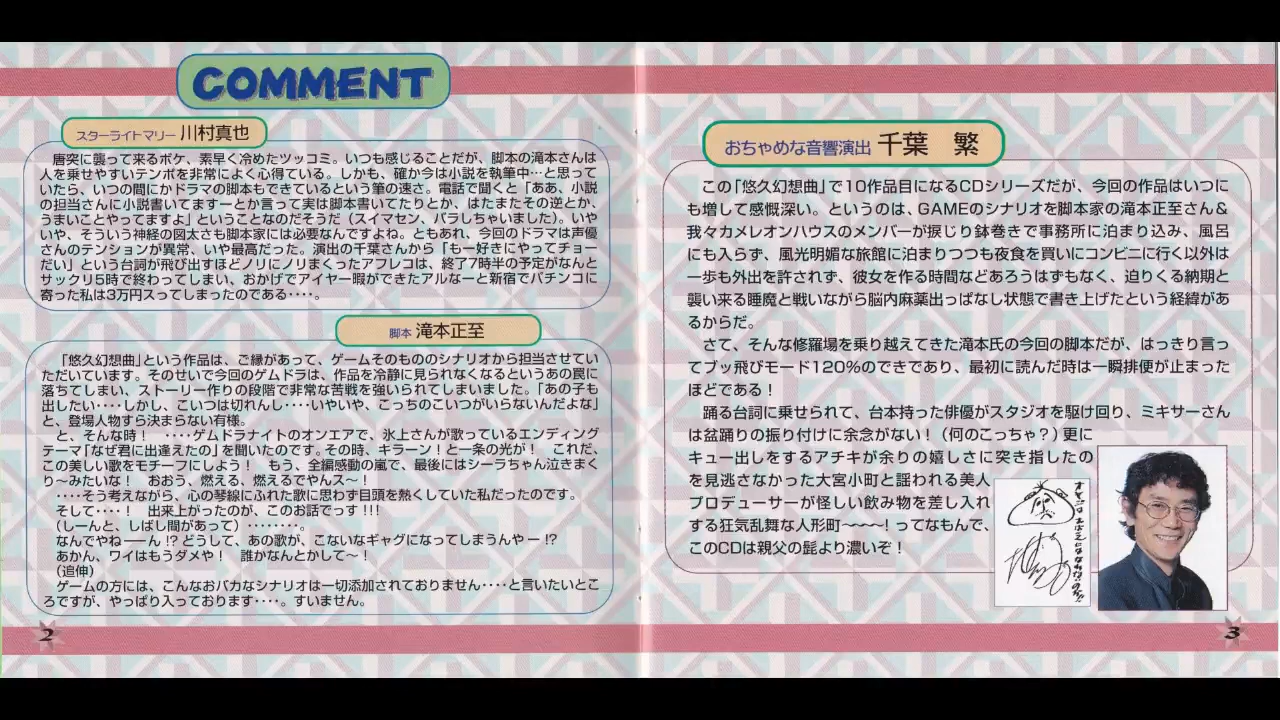 COMMENT
スターライトマリー 川村真也
唐突に襲って来るボケ、素早く冷めたツッコミ。いつも感じることだが、脚本の滝本さんは
人を乗せやすいテンポを非常によく心得ている。しかも、確か今は小説を執筆中…と思って
いたら、いつの間にかドラマの脚本もできているという筆の速さ。電話で聞くと「ああ、小説
の担当さんに小説書いてますーとか言って実は脚本書いてたりとか、はたまたその逆とか、
うまいことやってますよ」ということなのだそうだ（スイマセン、バラしちゃいました）。いや
いや、そういう神経の図太さも脚本家には必要なんですよね。ともあれ、今回のドラマは声優
さんのテンションが異常、いや最高だった。演出の千葉さんから「もー好きにやってチョー
だい」という台詞が飛び出すほどノリにノリまくったアフレコは、終了7時半の予定がなんと
サックリ5時で終わってしまい、おかげでアイヤー暇ができたアルなーと新宿でパチンコに
寄った私は3万円スってしまったのである‥‥。
脚本 滝本正至
「悠久幻想曲」という作品は、ご縁があって、ゲームそのもののシナリオから担当させてい
ただいています。そのせいで今回のゲムドラは、作品を冷静に見られなくなるというあの罠に
落ちてしまい、ストーリー作りの段階で非常な苦戦を強いられてしまいました。「あの子も
出したい‥‥しかし、こいつは切れんし‥‥いやいや、こっちのこいつがいらないんだよな」
と、登場人物すら決まらない有様。
と、そんな時！　‥‥ゲムドラナイトのオンエアで、氷上さんが歌っているエンディング
テーマ「なぜ君に出逢えたの」を聞いたのです。その時、キラーン！と一条の光が！　これだ、
この美しい歌をモチーフにしよう！　もう、全編感動の嵐で、最後にはシーラちゃん泣きまく
り〜みたいな！　おおう、燃える、燃えるでやんス〜！
‥‥そう考えながら、心の琴線にふれた歌に思わず目頭を熱くしていた私だったのです。
そして‥‥！　出来上がったのが、このお話でっす!!!
（しーんと、しばし間があって）‥‥‥‥。
なんでやねーーん!? どうして、あの歌が、こないなギャグになってしまうんやー!?
あかん、ワイはもうダメや！　誰かなんとかして〜！
（追伸）
ゲームの方には、こんなおバカなシナリオは一切添加されておりません‥‥と言いたいとこ
ろですが、やっぱり入っております‥‥。すいません。
2
おちゃめな音響演出 千葉　繁
この「悠久幻想曲」で10作品目になるCDシリーズだが、今回の作品はいつに
も増して感慨深い。というのは、GAMEのシナリオを脚本家の滝本正至さん＆
我々カメレオンハウスのメンバーが捩じり鉢巻きで事務所に泊まり込み、風呂
にも入らず、風光明媚な旅館に泊まりつつも夜食を買いにコンビニに行く以外は
一歩も外出を許されず、彼女を作る時間などあろうはずもなく、迫りくる納期と
襲い来る睡魔と戦いながら脳内麻薬出っぱなし状態で書き上げたという経緯があ
るからだ。
さて、そんな修羅場を乗り越えてきた滝本氏の今回の脚本だが、はっきり言っ
てブッ飛びモード120％のできであり、最初に読んだ時は一瞬排便が止まった
ほどである！
踊る台詞に乗せられて、台本持った俳優がスタジオを駆け回り、ミキサーさん
は盆踊りの振り付けに余念がない！（何のこっちゃ？）更に
キュー出しをするアチキが余りの嬉しさに突き指したの
を見逃さなかった大宮小町と謡われる美人
プロデューサーが怪しい飲み物を差し入れ
する狂気乱舞な人形町〜〜〜〜！ってなもんで、
このCDは親父の髭より濃いぞ！
3